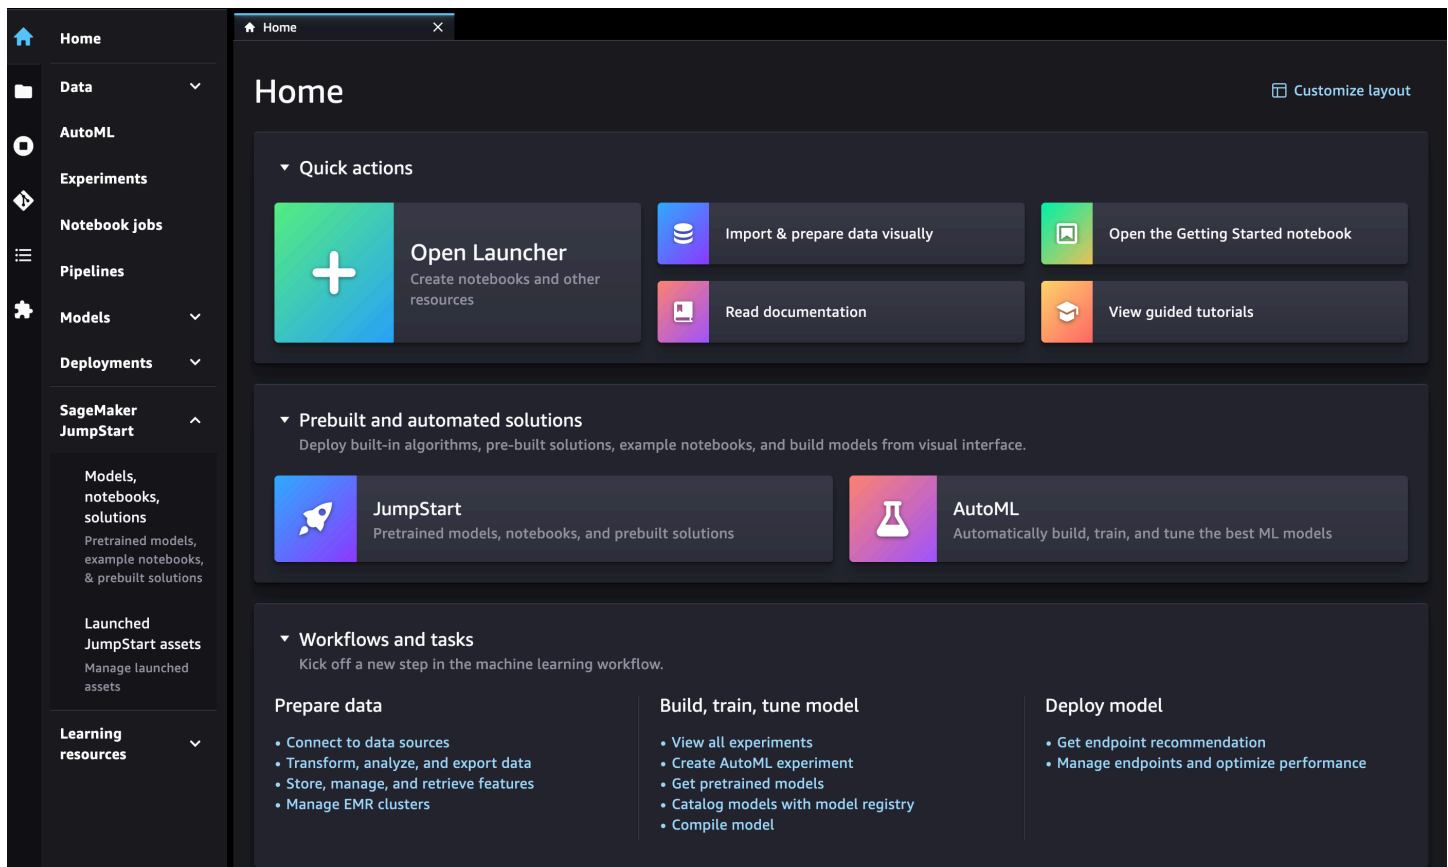 Home
Data
AutoML
Experiments
Notebook jobs
Pipelines
Models
Deployments
SageMaker
JumpStart
Models,
notebooks,
solutions
Pretrained models,
example notebooks,
& prebuilt solutions
Launched
JumpStart assets
Manage launched
assets
Learning
resources
Home
Home
Customize layout
Quick actions
Open Launcher
Create notebooks and other
resources
Import & prepare data visually
Open the Getting Started notebook
Read documentation
View guided tutorials
Prebuilt and automated solutions
Deploy built-in algorithms, pre-built solutions, example notebooks, and build models from visual interface.
JumpStart
Pretrained models, notebooks, and prebuilt solutions
AutoML
Automatically build, train, and tune the best ML models
Workflows and tasks
Kick off a new step in the machine learning workflow.
Prepare data
• Connect to data sources
• Transform, analyze, and export data
• Store, manage, and retrieve features
• Manage EMR clusters
Build, train, tune model
• View all experiments
• Create AutoML experiment
• Get pretrained models
• Catalog models with model registry
• Compile model
Deploy model
• Get endpoint recommendation
• Manage endpoints and optimize performance